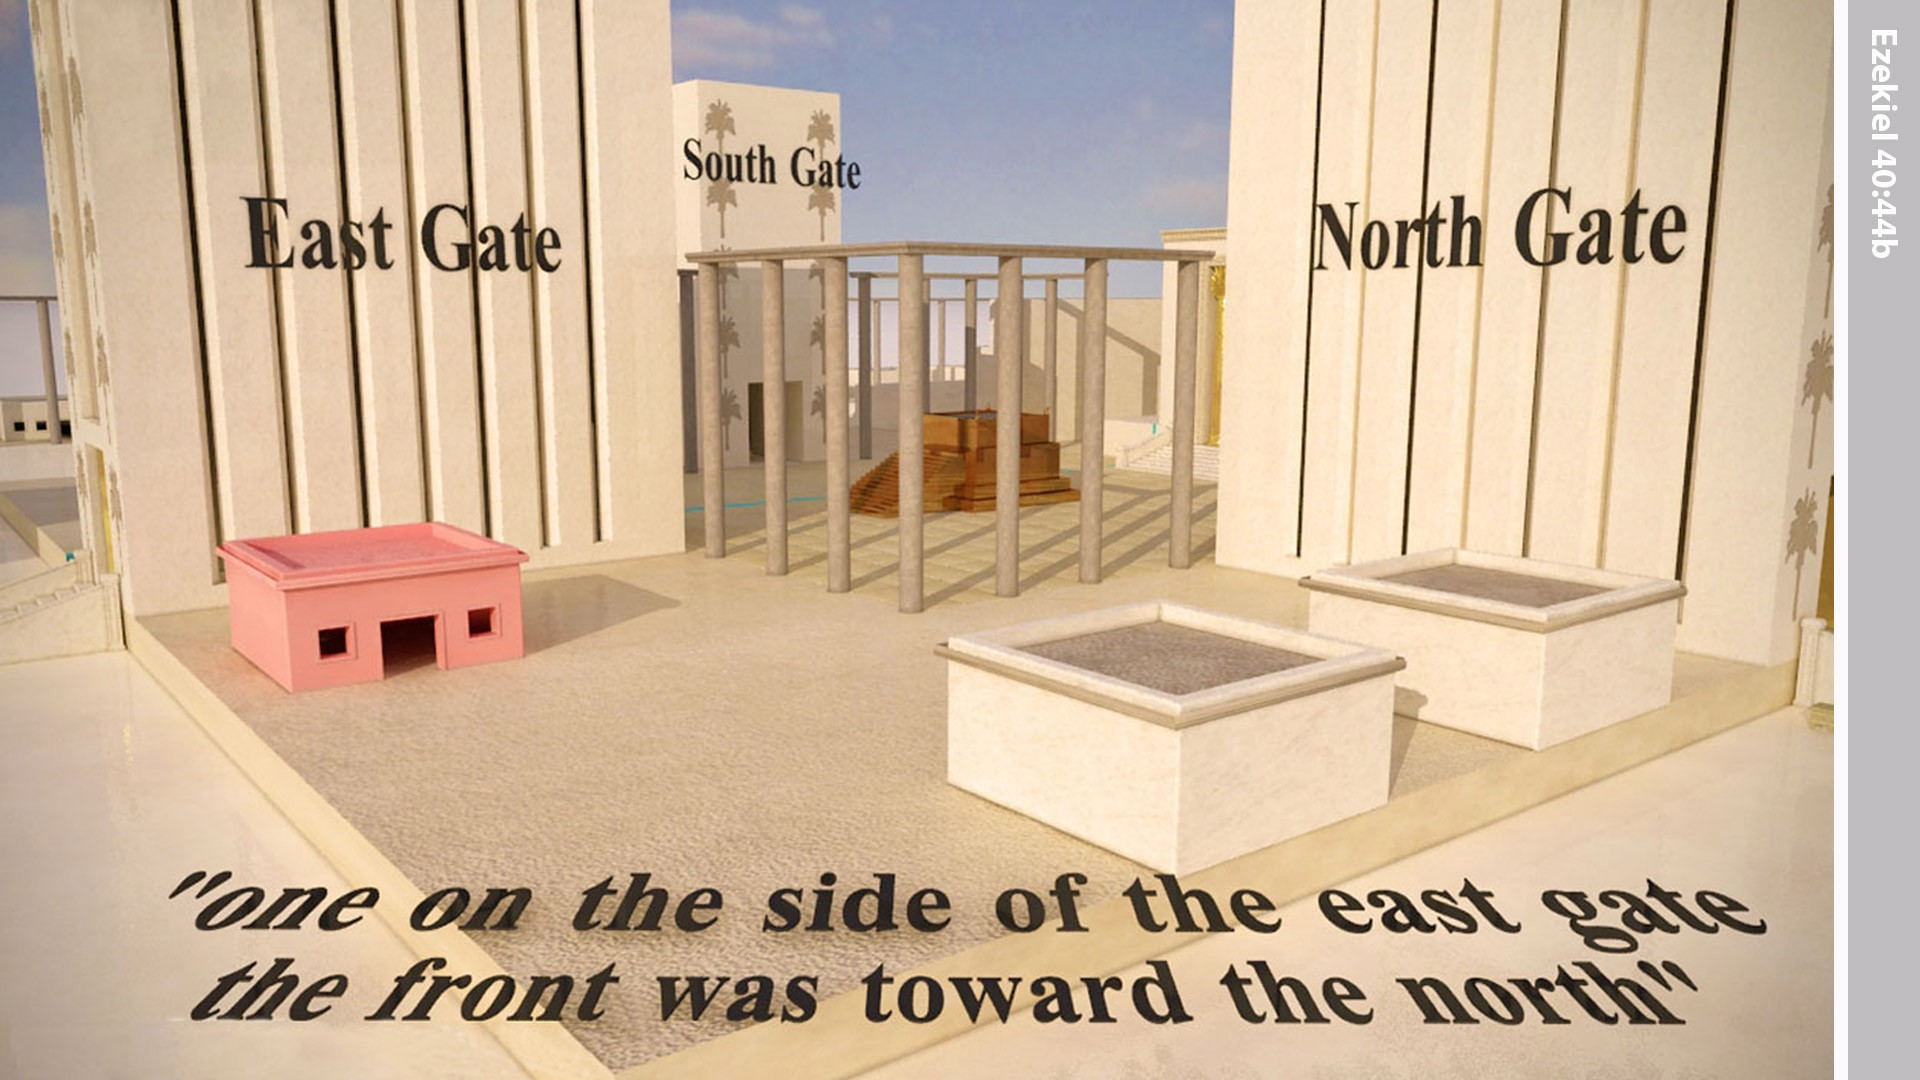 South Gate
East Gate
North Gate
"one on the side of the east gate
the front was toward the north"
Ezekiel 40:44b